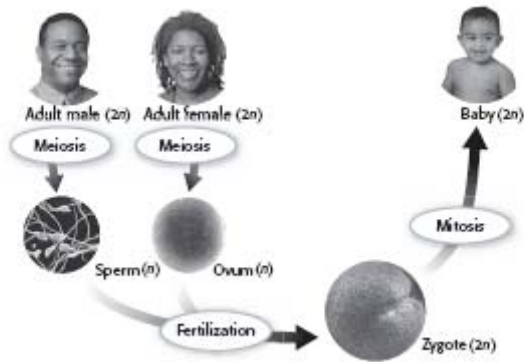 Adult male (2n)
Adult female (2n)
Baby (2n)
Meiosis
Meiosis
Mitosis
Sperm (n)
Ovum (n)
Fertilization
Zygote (2n)